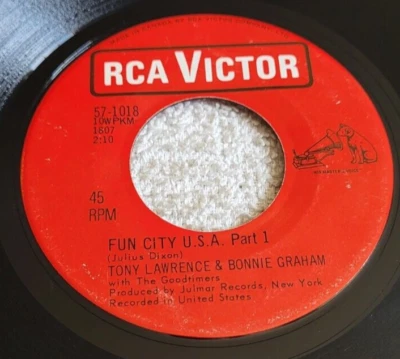 RCA VICTOR
57-1018
10WPKM-
1607
2:10
45
RPM
FUN CITY U.S.A. Part 1
(Julius Dixon)
TONY LAWRENCE & BONNIE GRAHAM
with The Goodtimers
Produced by Julmar Records, New York
Recorded in United States.